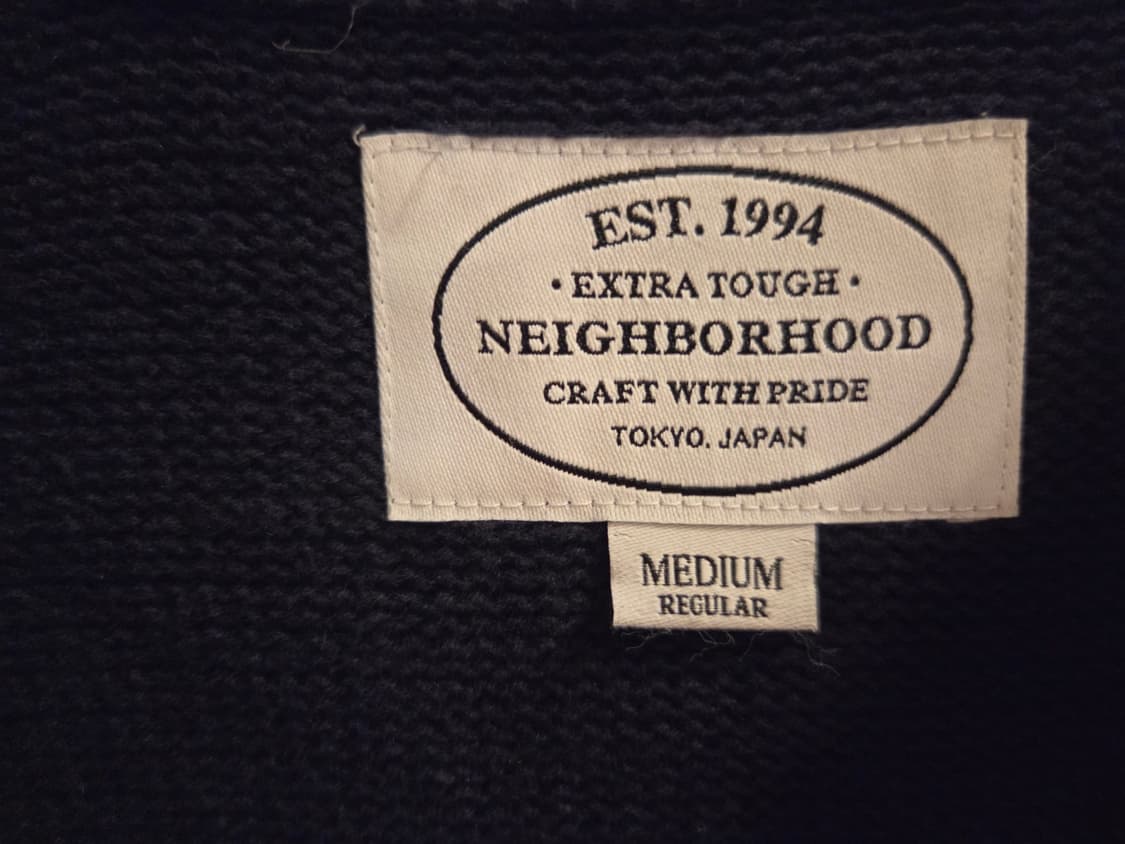 EST. 1994
• EXTRA TOUGH •
NEIGHBORHOOD
CRAFT WITH PRIDE
TOKYO. JAPAN
MEDIUM
REGULAR